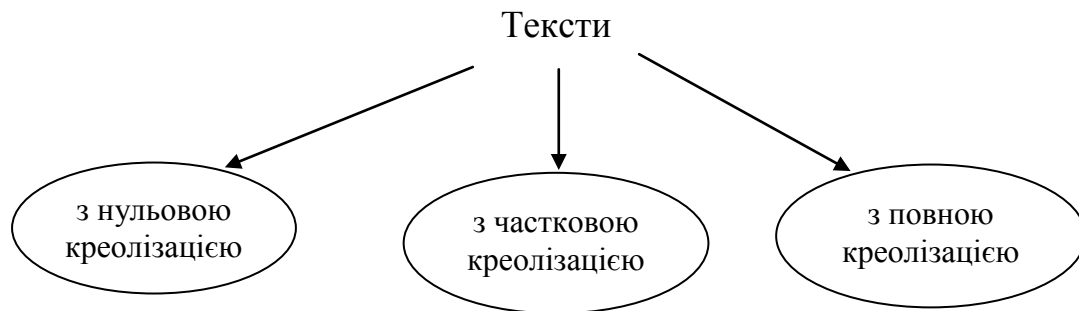 Тексти
з нульовою
креолізацією
з частковою
креолізацією
з повною
креолізацією